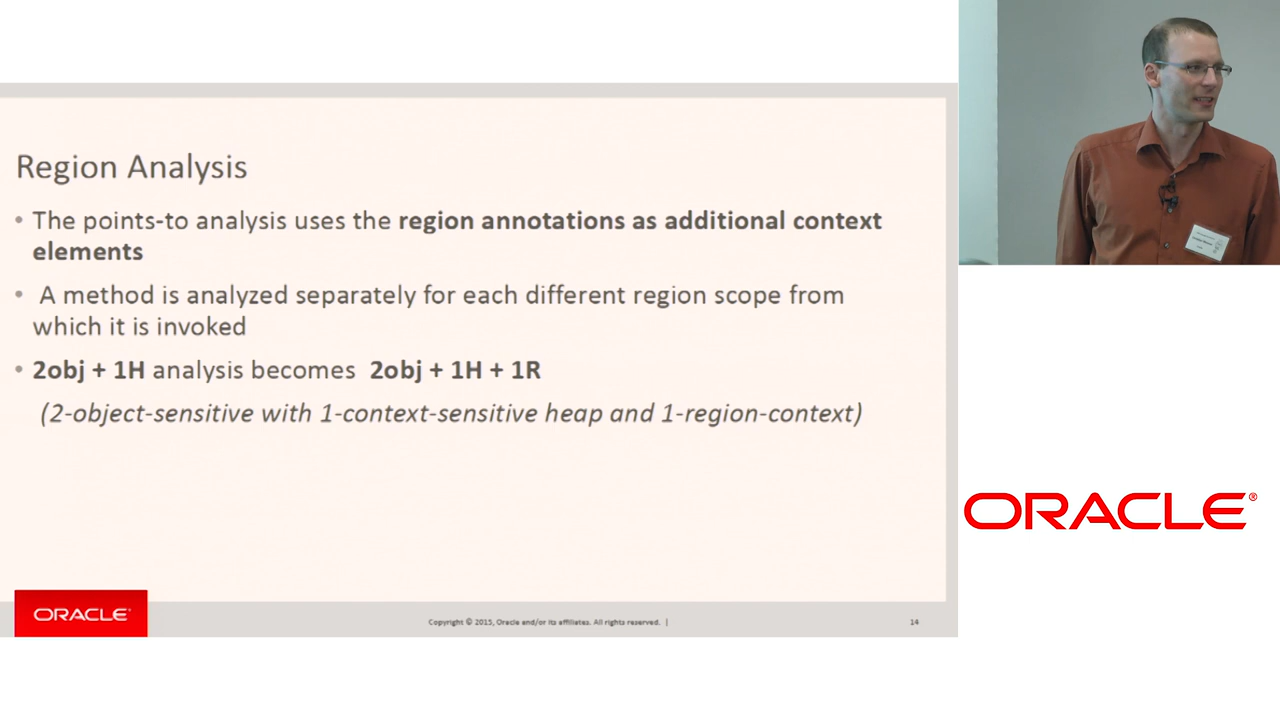 Region Analysis
• The points-to analysis uses the region annotations as additional context
elements
• A method is analyzed separately for each different region scope from
which it is invoked
• 2obj + 1H analysis becomes 2obj + 1H + 1R
(2-object-sensitive with 1-context-sensitive heap and 1-region-context)
ORACLE®
ORACLE®
Copyright © 2015, Oracle and/or its affiliates. All rights reserved. |
14